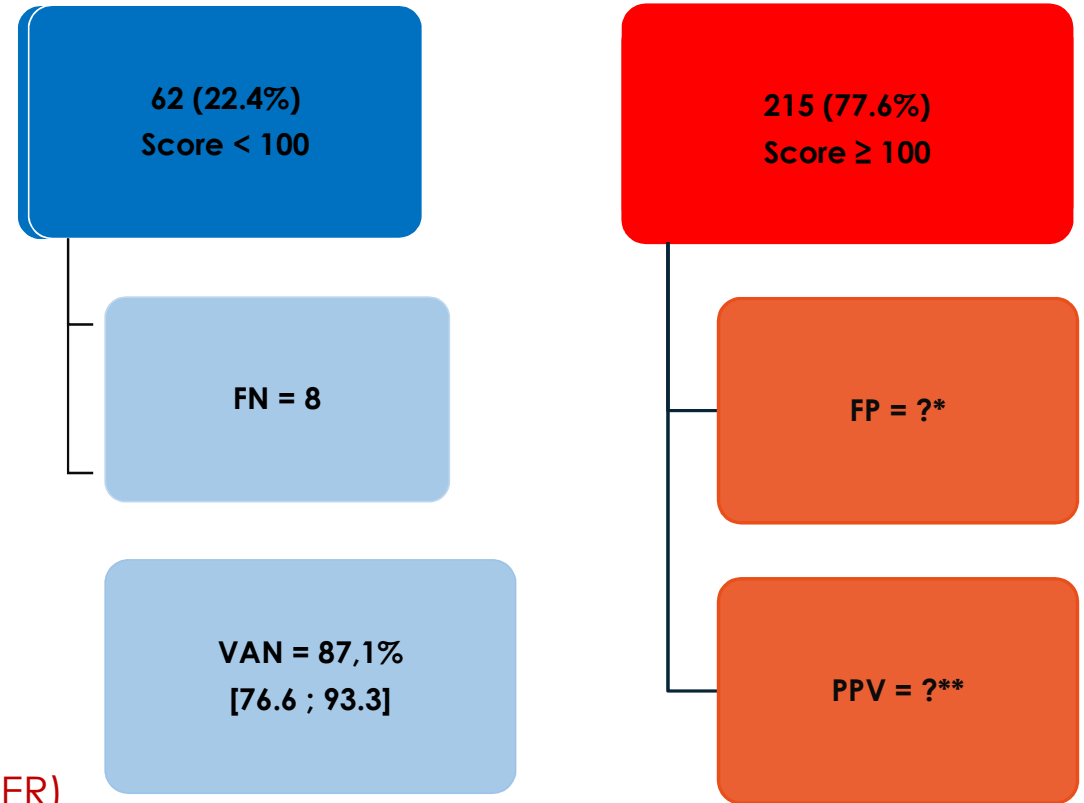 62 (22.4%)
Score < 100
FN = 8
VAN = 87,1%
[76.6 ; 93.3]
215 (77.6%)
Score ≥ 100
FP = ?*
PPV = ?**
FR)